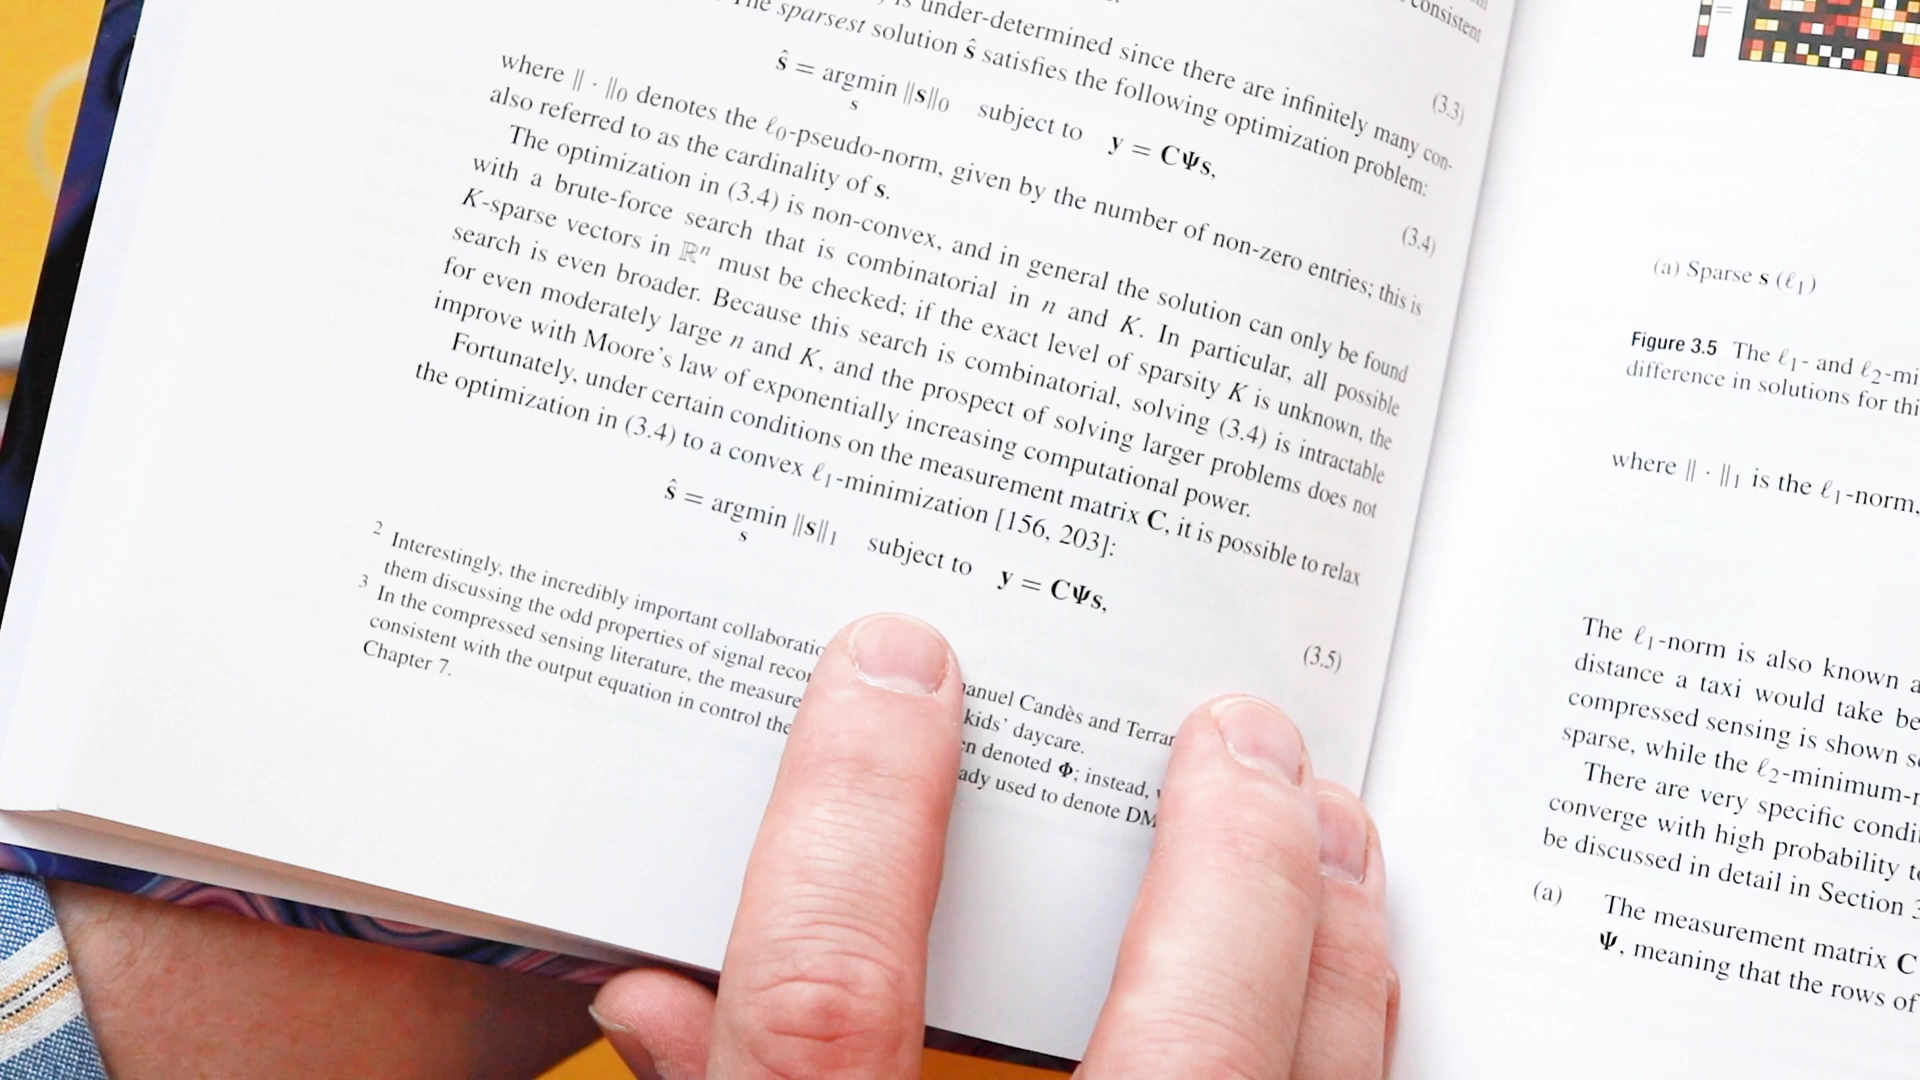 is under-determined since there are infinitely many con-
The sparsest solution ŝ satisfies the following optimization problem:
consistent
(3.3)
ŝ = argmin ‖s‖₀ subject to y = CΨs,
s
(3.4)
where ‖ · ‖₀ denotes the ℓ₀-pseudo-norm, given by the number of non-zero entries; this is
also referred to as the cardinality of s.
The optimization in (3.4) is non-convex, and in general the solution can only be found
with a brute-force search that is combinatorial in n and K. In particular, all possible
K-sparse vectors in ℝⁿ must be checked; if the exact level of sparsity K is unknown, the
search is even broader. Because this search is combinatorial, solving (3.4) is intractable
for even moderately large n and K, and the prospect of solving larger problems does not
improve with Moore's law of exponentially increasing computational power.
Fortunately, under certain conditions on the measurement matrix C, it is possible to relax
the optimization in (3.4) to a convex ℓ₁-minimization [156, 203]:
ŝ = argmin ‖s‖₁ subject to y = CΨs,
s
(3.5)
2 Interestingly, the incredibly important collaboratio anuel Candès and Terran
them discussing the odd properties of signal recon kids' daycare.
3 In the compressed sensing literature, the measure en denoted Φ; instead,
consistent with the output equation in control the ady used to denote DM
Chapter 7.
=
(a) Sparse s (ℓ₁)
Figure 3.5 The ℓ₁- and ℓ₂-mi
difference in solutions for thi
where ‖ · ‖₁ is the ℓ₁-norm,
The ℓ₁-norm is also known a
distance a taxi would take be
compressed sensing is shown s
sparse, while the ℓ₂-minimum-
There are very specific condi
converge with high probability t
be discussed in detail in Section 3
(a) The measurement matrix C
Ψ, meaning that the rows of